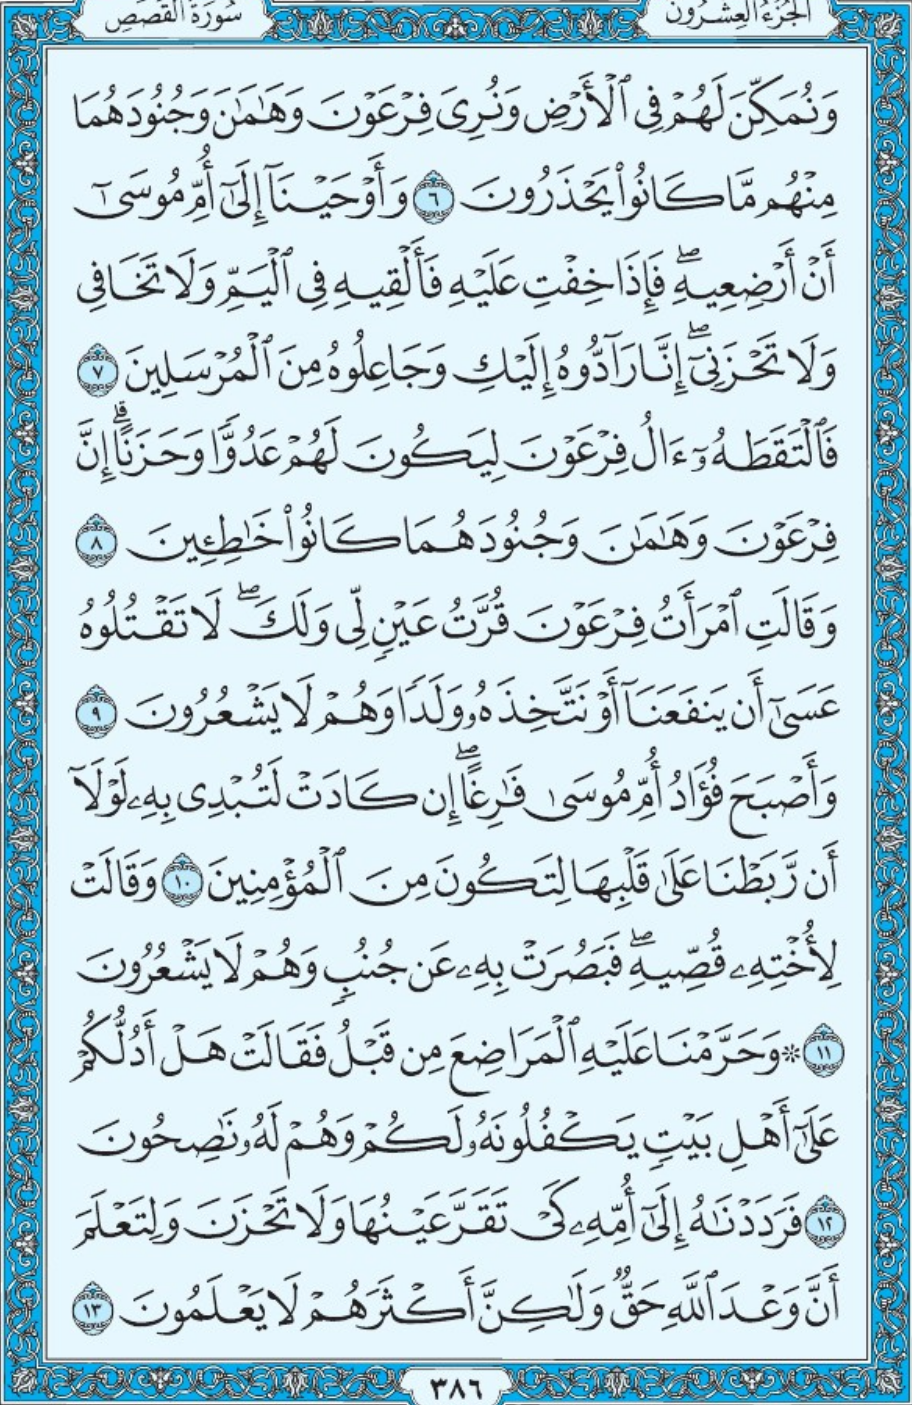 سُورَةُ القَصَصِ
الجُزْءُ العِشْرُونَ
وَنُمَكِّنَ لَهُمْ فِي ٱلْأَرْضِ وَنُرِيَ فِرْعَوْنَ وَهَٰمَٰنَ وَجُنُودَهُمَا
مِنْهُم مَّا كَانُوا۟ يَحْذَرُونَ ٦ وَأَوْحَيْنَآ إِلَىٰٓ أُمِّ مُوسَىٰٓ
أَنْ أَرْضِعِيهِۖ فَإِذَا خِفْتِ عَلَيْهِ فَأَلْقِيهِ فِي ٱلْيَمِّ وَلَا تَخَافِي
وَلَا تَحْزَنِيٓۖ إِنَّا رَآدُّوهُ إِلَيْكِ وَجَاعِلُوهُ مِنَ ٱلْمُرْسَلِينَ ٧
فَٱلْتَقَطَهُۥٓ ءَالُ فِرْعَوْنَ لِيَكُونَ لَهُمْ عَدُوًّا وَحَزَنًاۗ إِنَّ
فِرْعَوْنَ وَهَٰمَٰنَ وَجُنُودَهُمَا كَانُوا۟ خَٰطِـِٔينَ ٨
وَقَالَتِ ٱمْرَأَتُ فِرْعَوْنَ قُرَّتُ عَيْنٍ لِّي وَلَكَۖ لَا تَقْتُلُوهُ
عَسَىٰٓ أَن يَنفَعَنَآ أَوْ نَتَّخِذَهُۥ وَلَدًا وَهُمْ لَا يَشْعُرُونَ ٩
وَأَصْبَحَ فُؤَادُ أُمِّ مُوسَىٰ فَٰرِغًاۖ إِن كَادَتْ لَتُبْدِي بِهِۦ لَوْلَآ
أَن رَّبَطْنَا عَلَىٰ قَلْبِهَا لِتَكُونَ مِنَ ٱلْمُؤْمِنِينَ ١٠ وَقَالَتْ
لِأُخْتِهِۦ قُصِّيهِۖ فَبَصُرَتْ بِهِۦ عَن جُنُبٍ وَهُمْ لَا يَشْعُرُونَ
١١ ۞ وَحَرَّمْنَا عَلَيْهِ ٱلْمَرَاضِعَ مِن قَبْلُ فَقَالَتْ هَلْ أَدُلُّكُمْ
عَلَىٰٓ أَهْلِ بَيْتٍ يَكْفُلُونَهُۥ لَكُمْ وَهُمْ لَهُۥ نَٰصِحُونَ
١٢ فَرَدَدْنَٰهُ إِلَىٰٓ أُمِّهِۦ كَيْ تَقَرَّ عَيْنُهَا وَلَا تَحْزَنَ وَلِتَعْلَمَ
أَنَّ وَعْدَ ٱللَّهِ حَقٌّ وَلَٰكِنَّ أَكْثَرَهُمْ لَا يَعْلَمُونَ ١٣
٣٨٦